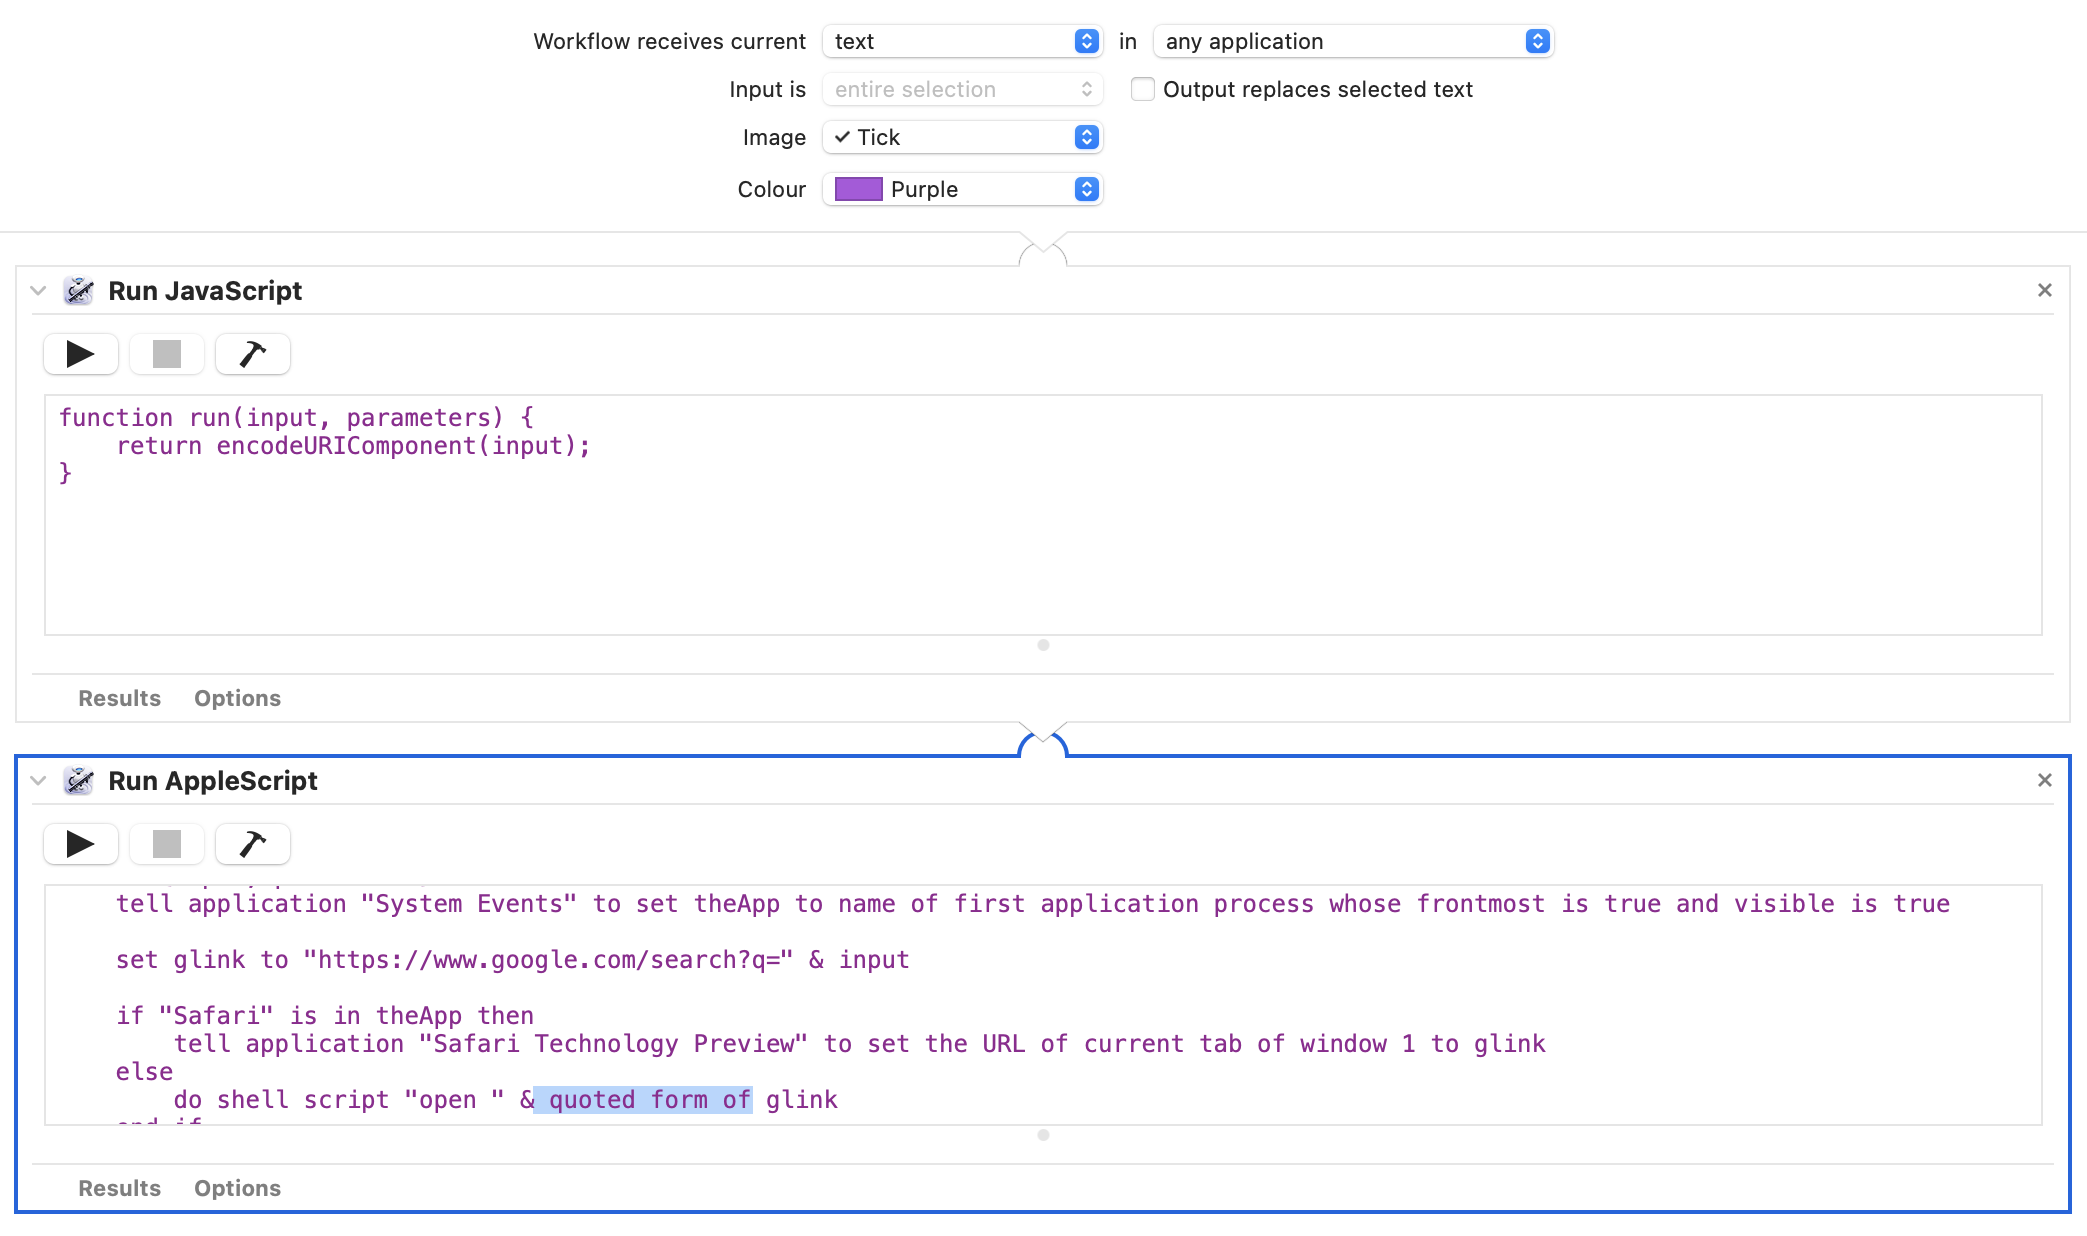 Workflow receives current text in any application
Input is entire selection Output replaces selected text
Image ✓ Tick
Colour Purple
Run JavaScript
function run(input, parameters) {
    return encodeURIComponent(input);
}
Results Options
Run AppleScript
tell application "System Events" to set theApp to name of first application process whose frontmost is true and visible is true
set glink to "https://www.google.com/search?q=" & input
if "Safari" is in theApp then
    tell application "Safari Technology Preview" to set the URL of current tab of window 1 to glink
else
    do shell script "open " & quoted form of glink
end if
Results Options